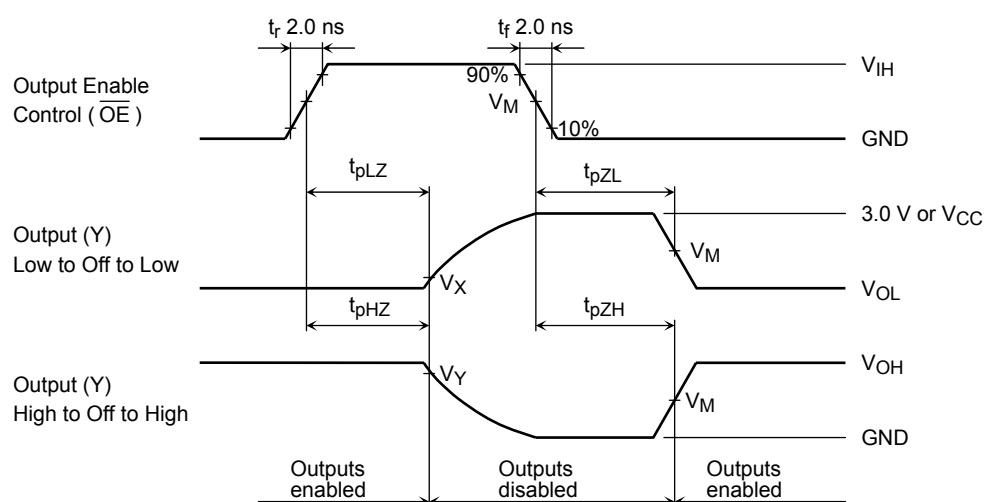 tr 2.0 ns
tf 2.0 ns
Output Enable
Control ( OE )
90%
VM
10%
VIH
GND
tpLZ
tpZL
Output (Y)
Low to Off to Low
3.0 V or VCC
VM
VX
VOL
tpHZ
tpZH
Output (Y)
High to Off to High
VY
VOH
VM
GND
Outputs
enabled
Outputs
disabled
Outputs
enabled